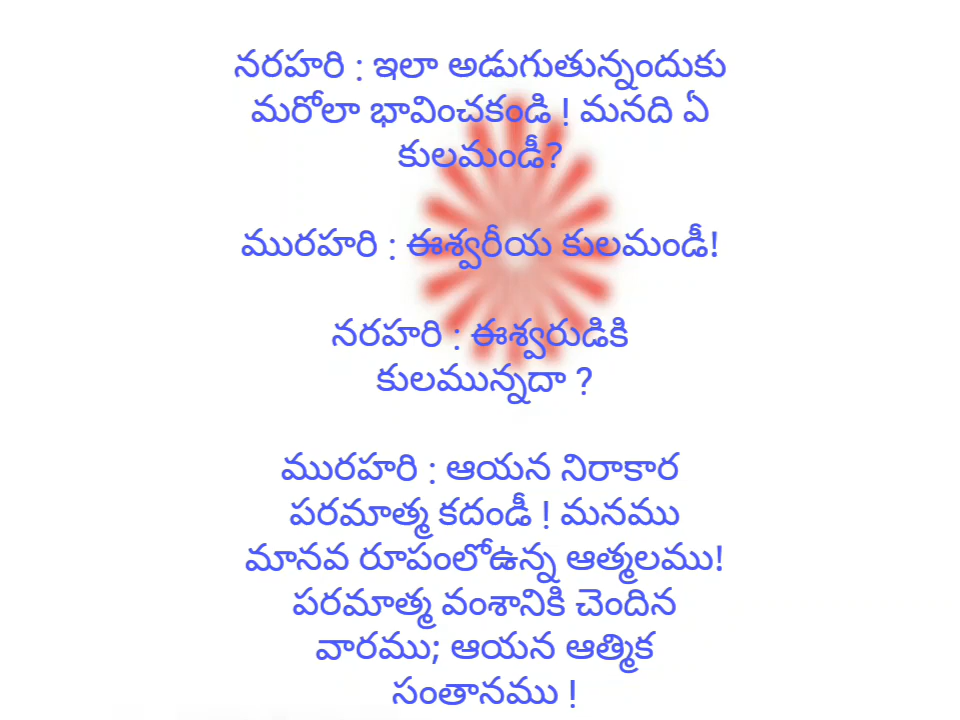 నరహరి : ఇలా అడుగుతున్నందుకు
మరోలా భావించకండి ! మనది ఏ
కులమండీ?
మురహరి : ఈశ్వరీయ కులమండీ!
నరహరి : ఈశ్వరుడికి
కులమున్నదా ?
మురహరి : ఆయన నిరాకార
పరమాత్మ కదండీ ! మనము
మానవ రూపంలోఉన్న ఆత్మలము!
పరమాత్మ వంశానికి చెందిన
వారము; ఆయన ఆత్మిక
సంతానము !